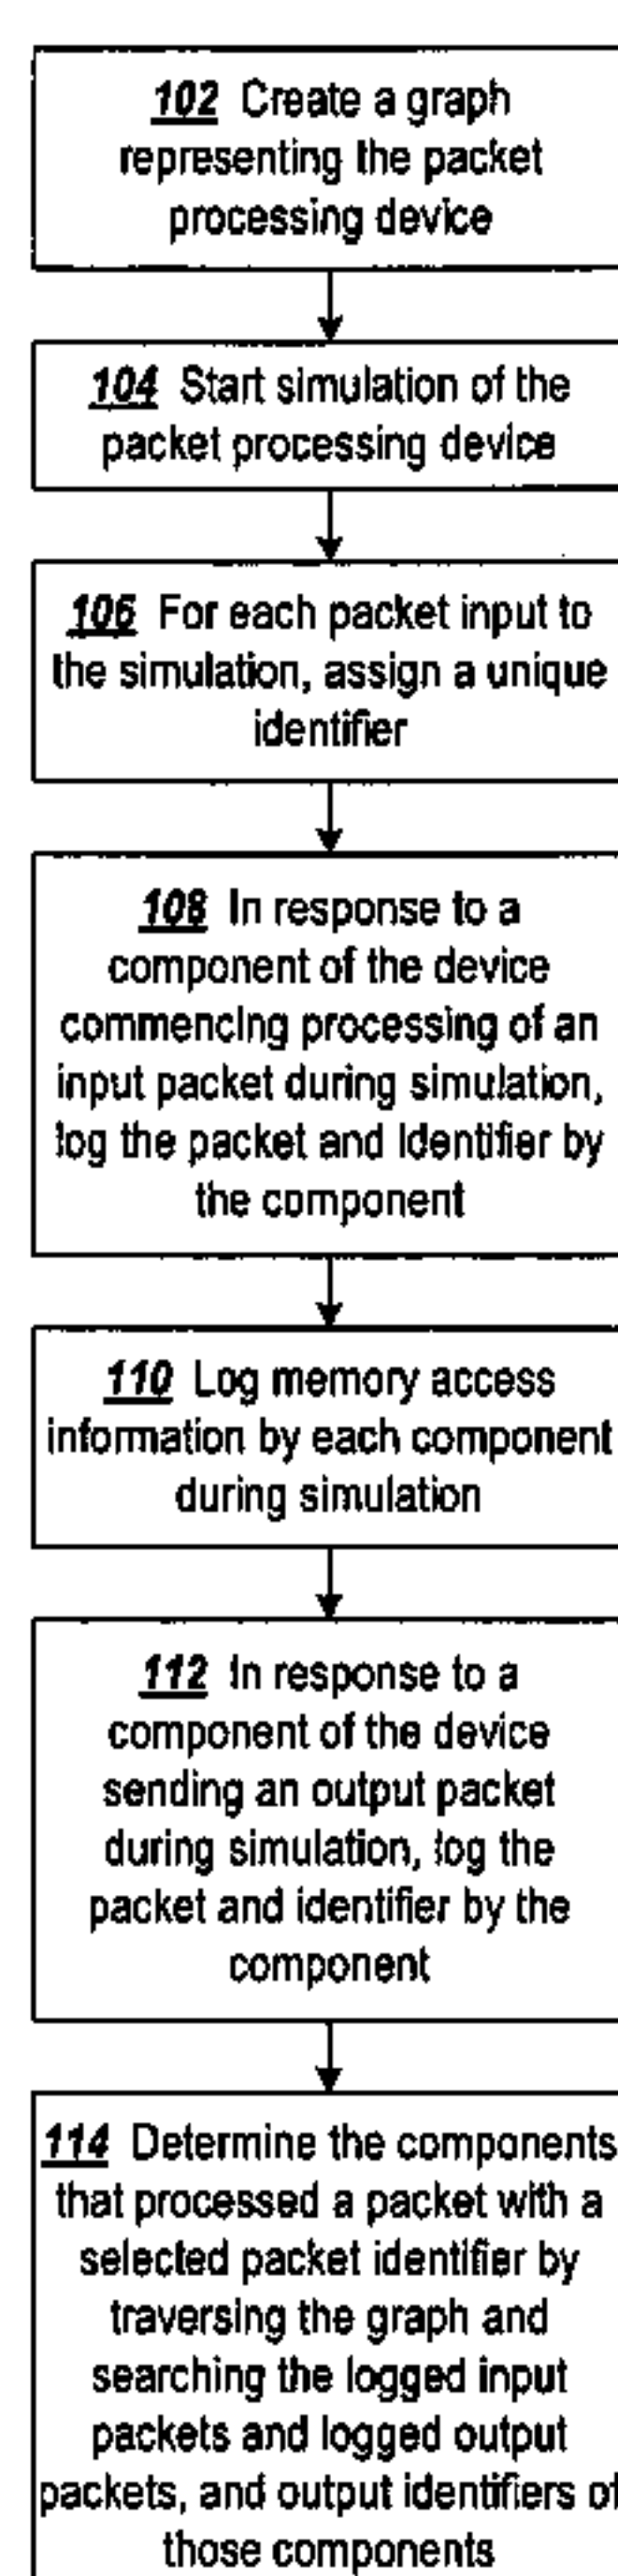 102 Create a graph
representing the packet
processing device
104 Start simulation of the
packet processing device
106 For each packet input to
the simulation, assign a unique
identifier
108 In response to a
component of the device
commencing processing of an
input packet during simulation,
log the packet and identifier by
the component
110 Log memory access
information by each component
during simulation
112 In response to a
component of the device
sending an output packet
during simulation, log the
packet and identifier by the
component
114 Determine the components
that processed a packet with a
selected packet identifier by
traversing the graph and
searching the logged input
packets and logged output
packets, and output identifiers of
those components